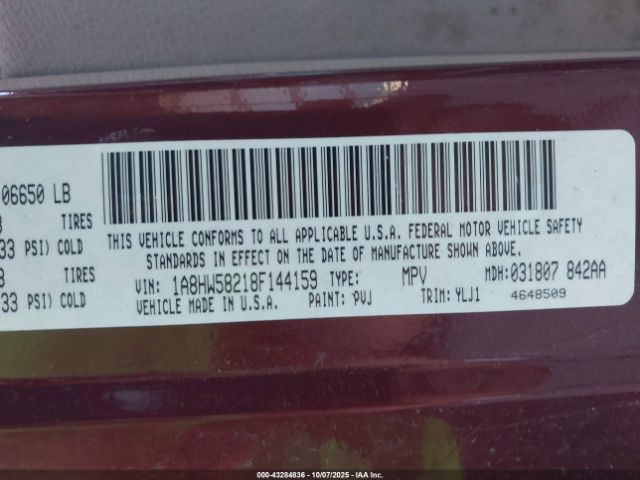 06650 LB
TIRES
33 PSI) COLD
TIRES
33 PSI) COLD
THIS VEHICLE CONFORMS TO ALL APPLICABLE U.S.A. FEDERAL MOTOR VEHICLE SAFETY
STANDARDS IN EFFECT ON THE DATE OF MANUFACTURE SHOWN ABOVE.
VIN: 1A8HW58218F144159 TYPE: MPV MDH: 031807 842AA
VEHICLE MADE IN U.S.A. PAINT: PVJ TRIM: YLJ1 4648509
000-43284836 - 10/07/2025 - IAAI Inc.